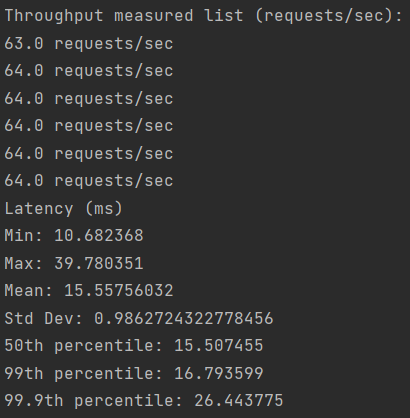 Throughput measured list (requests/sec):
63.0 requests/sec
64.0 requests/sec
64.0 requests/sec
64.0 requests/sec
64.0 requests/sec
64.0 requests/sec
Latency (ms)
Min: 10.682368
Max: 39.780351
Mean: 15.55756032
Std Dev: 0.9862724322778456
50th percentile: 15.507455
99th percentile: 16.793599
99.9th percentile: 26.443775